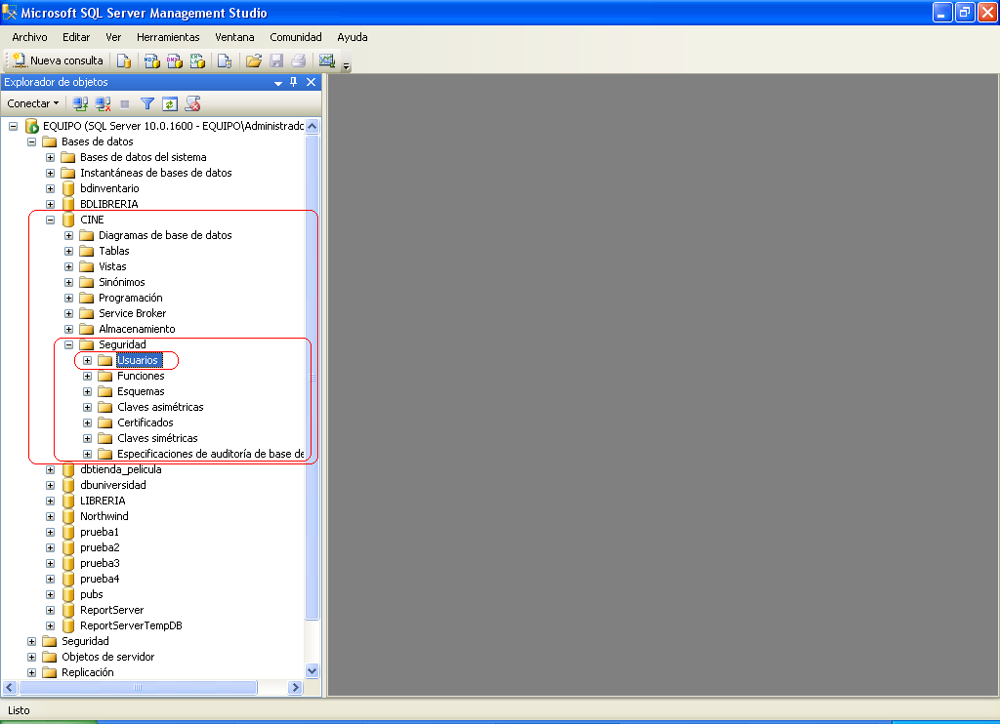 Microsoft SQL Server Management Studio
Archivo Editar Ver Herramientas Ventana Comunidad Ayuda
Nueva consulta
Explorador de objetos
Conectar
EQUIPO (SQL Server 10.0.1600 - EQUIPO\Administrado
Bases de datos
Bases de datos del sistema
Instantáneas de bases de datos
bdinventario
BDLIBRERIA
CINE
Diagramas de base de datos
Tablas
Vistas
Sinónimos
Programación
Service Broker
Almacenamiento
Seguridad
Usuarios
Funciones
Esquemas
Claves asimétricas
Certificados
Claves simétricas
Especificaciones de auditoría de base de
dbtienda_pelicula
dbuniversidad
LIBRERIA
Northwind
prueba1
prueba2
prueba3
prueba4
pubs
ReportServer
ReportServerTempDB
Seguridad
Objetos de servidor
Replicación
Listo